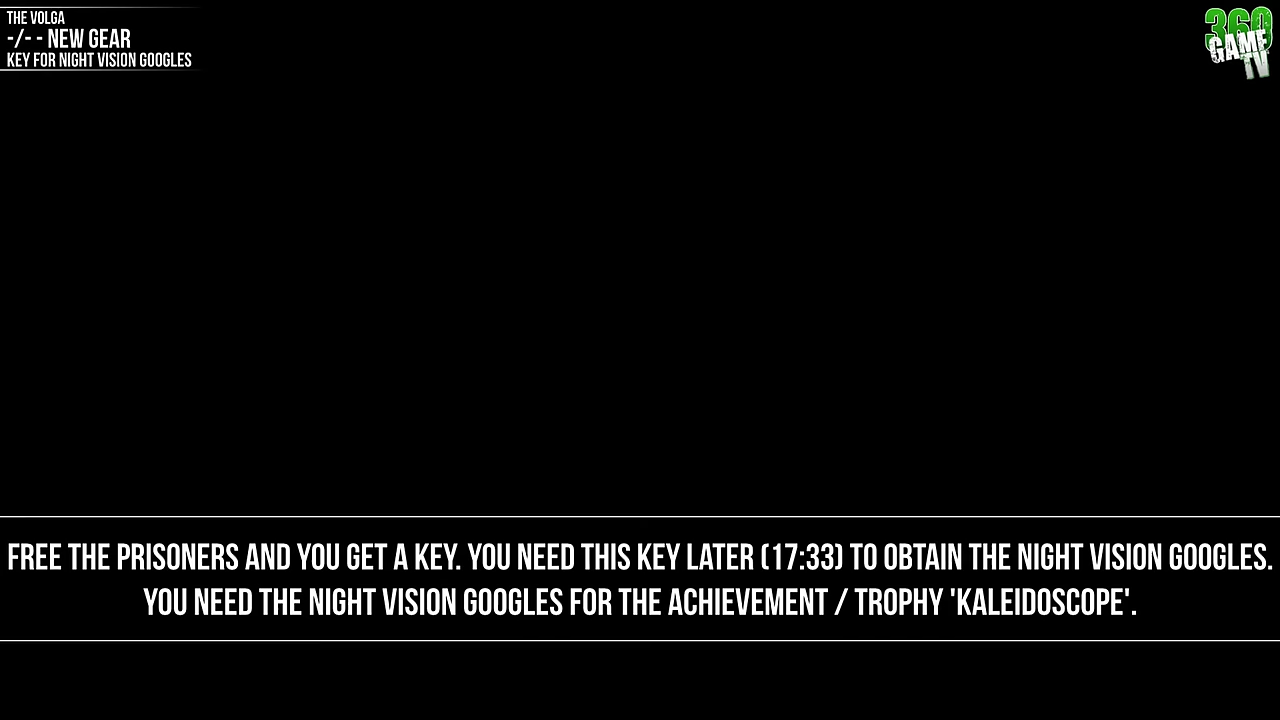 THE VOLGA
-/- - NEW GEAR
KEY FOR NIGHT VISION GOOGLES
360
GAME
TV
FREE THE PRISONERS AND YOU GET A KEY. YOU NEED THIS KEY LATER (17:33) TO OBTAIN THE NIGHT VISION GOOGLES.
YOU NEED THE NIGHT VISION GOOGLES FOR THE ACHIEVEMENT / TROPHY 'KALEIDOSCOPE'.